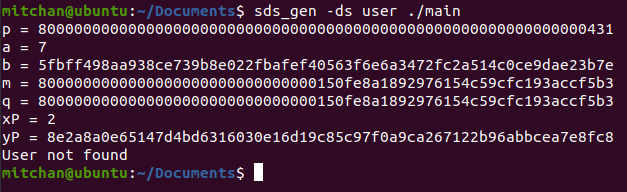 mitchan@ubuntu:~/Documents$ sds_gen -ds user ./main
p = 8000000000000000000000000000000000000000000000000000000000000431
a = 7
b = 5fbff498aa938ce739b8e022fbafef40563f6e6a3472fc2a514c0ce9dae23b7e
m = 8000000000000000000000000000000150fe8a1892976154c59cfc193accf5b3
q = 8000000000000000000000000000000150fe8a1892976154c59cfc193accf5b3
xP = 2
yP = 8e2a8a0e65147d4bd6316030e16d19c85c97f0a9ca267122b96abbcea7e8fc8
User not found
mitchan@ubuntu:~/Documents$